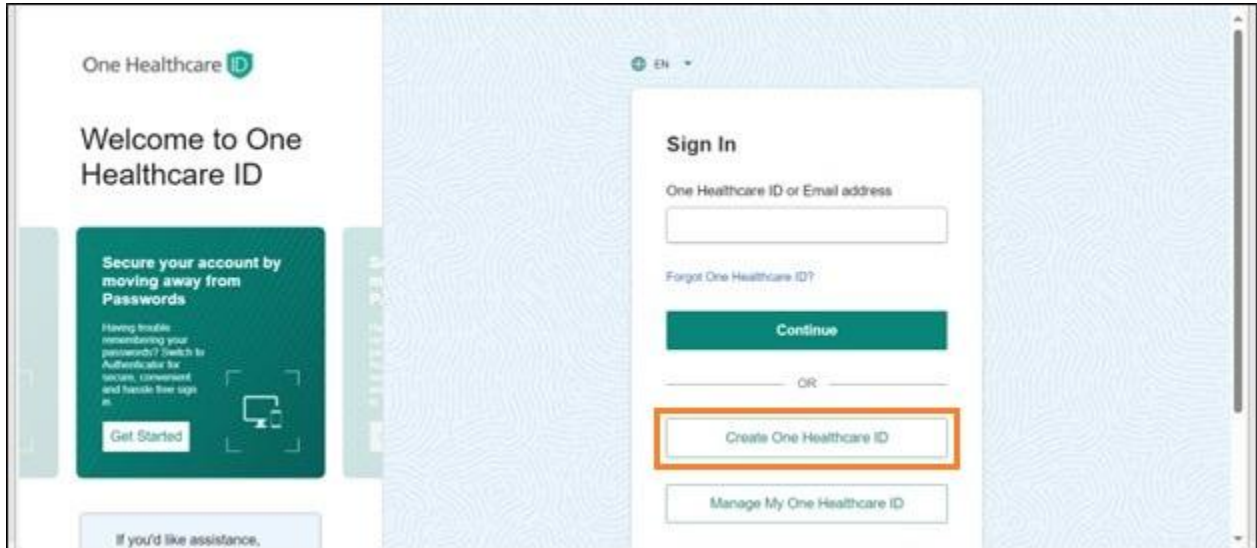 One Healthcare ID
Welcome to One
Healthcare ID
Secure your account by
moving away from
Passwords
Having trouble
remembering your
passwords? Switch to
Authenticator for
secure, convenient
and hassle free sign
in.
Get Started
If you'd like assistance,
EN
Sign In
One Healthcare ID or Email address
Forgot One Healthcare ID?
Continue
OR
Create One Healthcare ID
Manage My One Healthcare ID